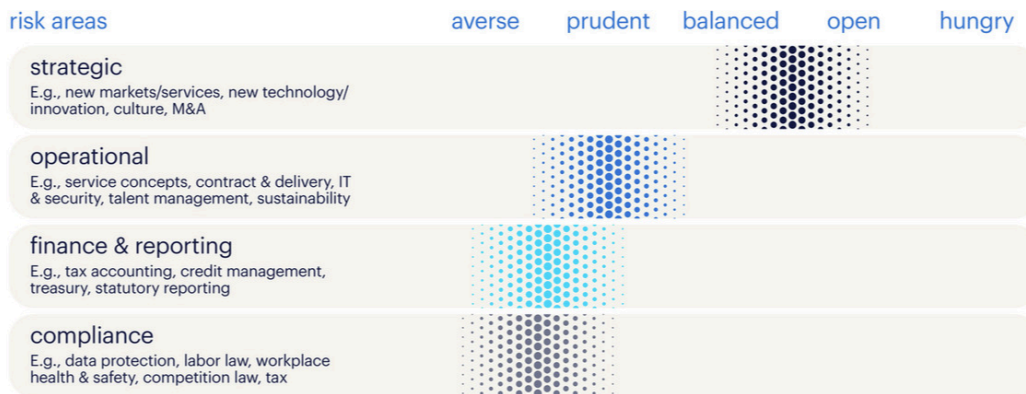 risk areas averse prudent balanced open hungry
strategic
E.g., new markets/services, new technology/
innovation, culture, M&A
operational
E.g., service concepts, contract & delivery, IT
& security, talent management, sustainability
finance & reporting
E.g., tax accounting, credit management,
treasury, statutory reporting
compliance
E.g., data protection, labor law, workplace
health & safety, competition law, tax